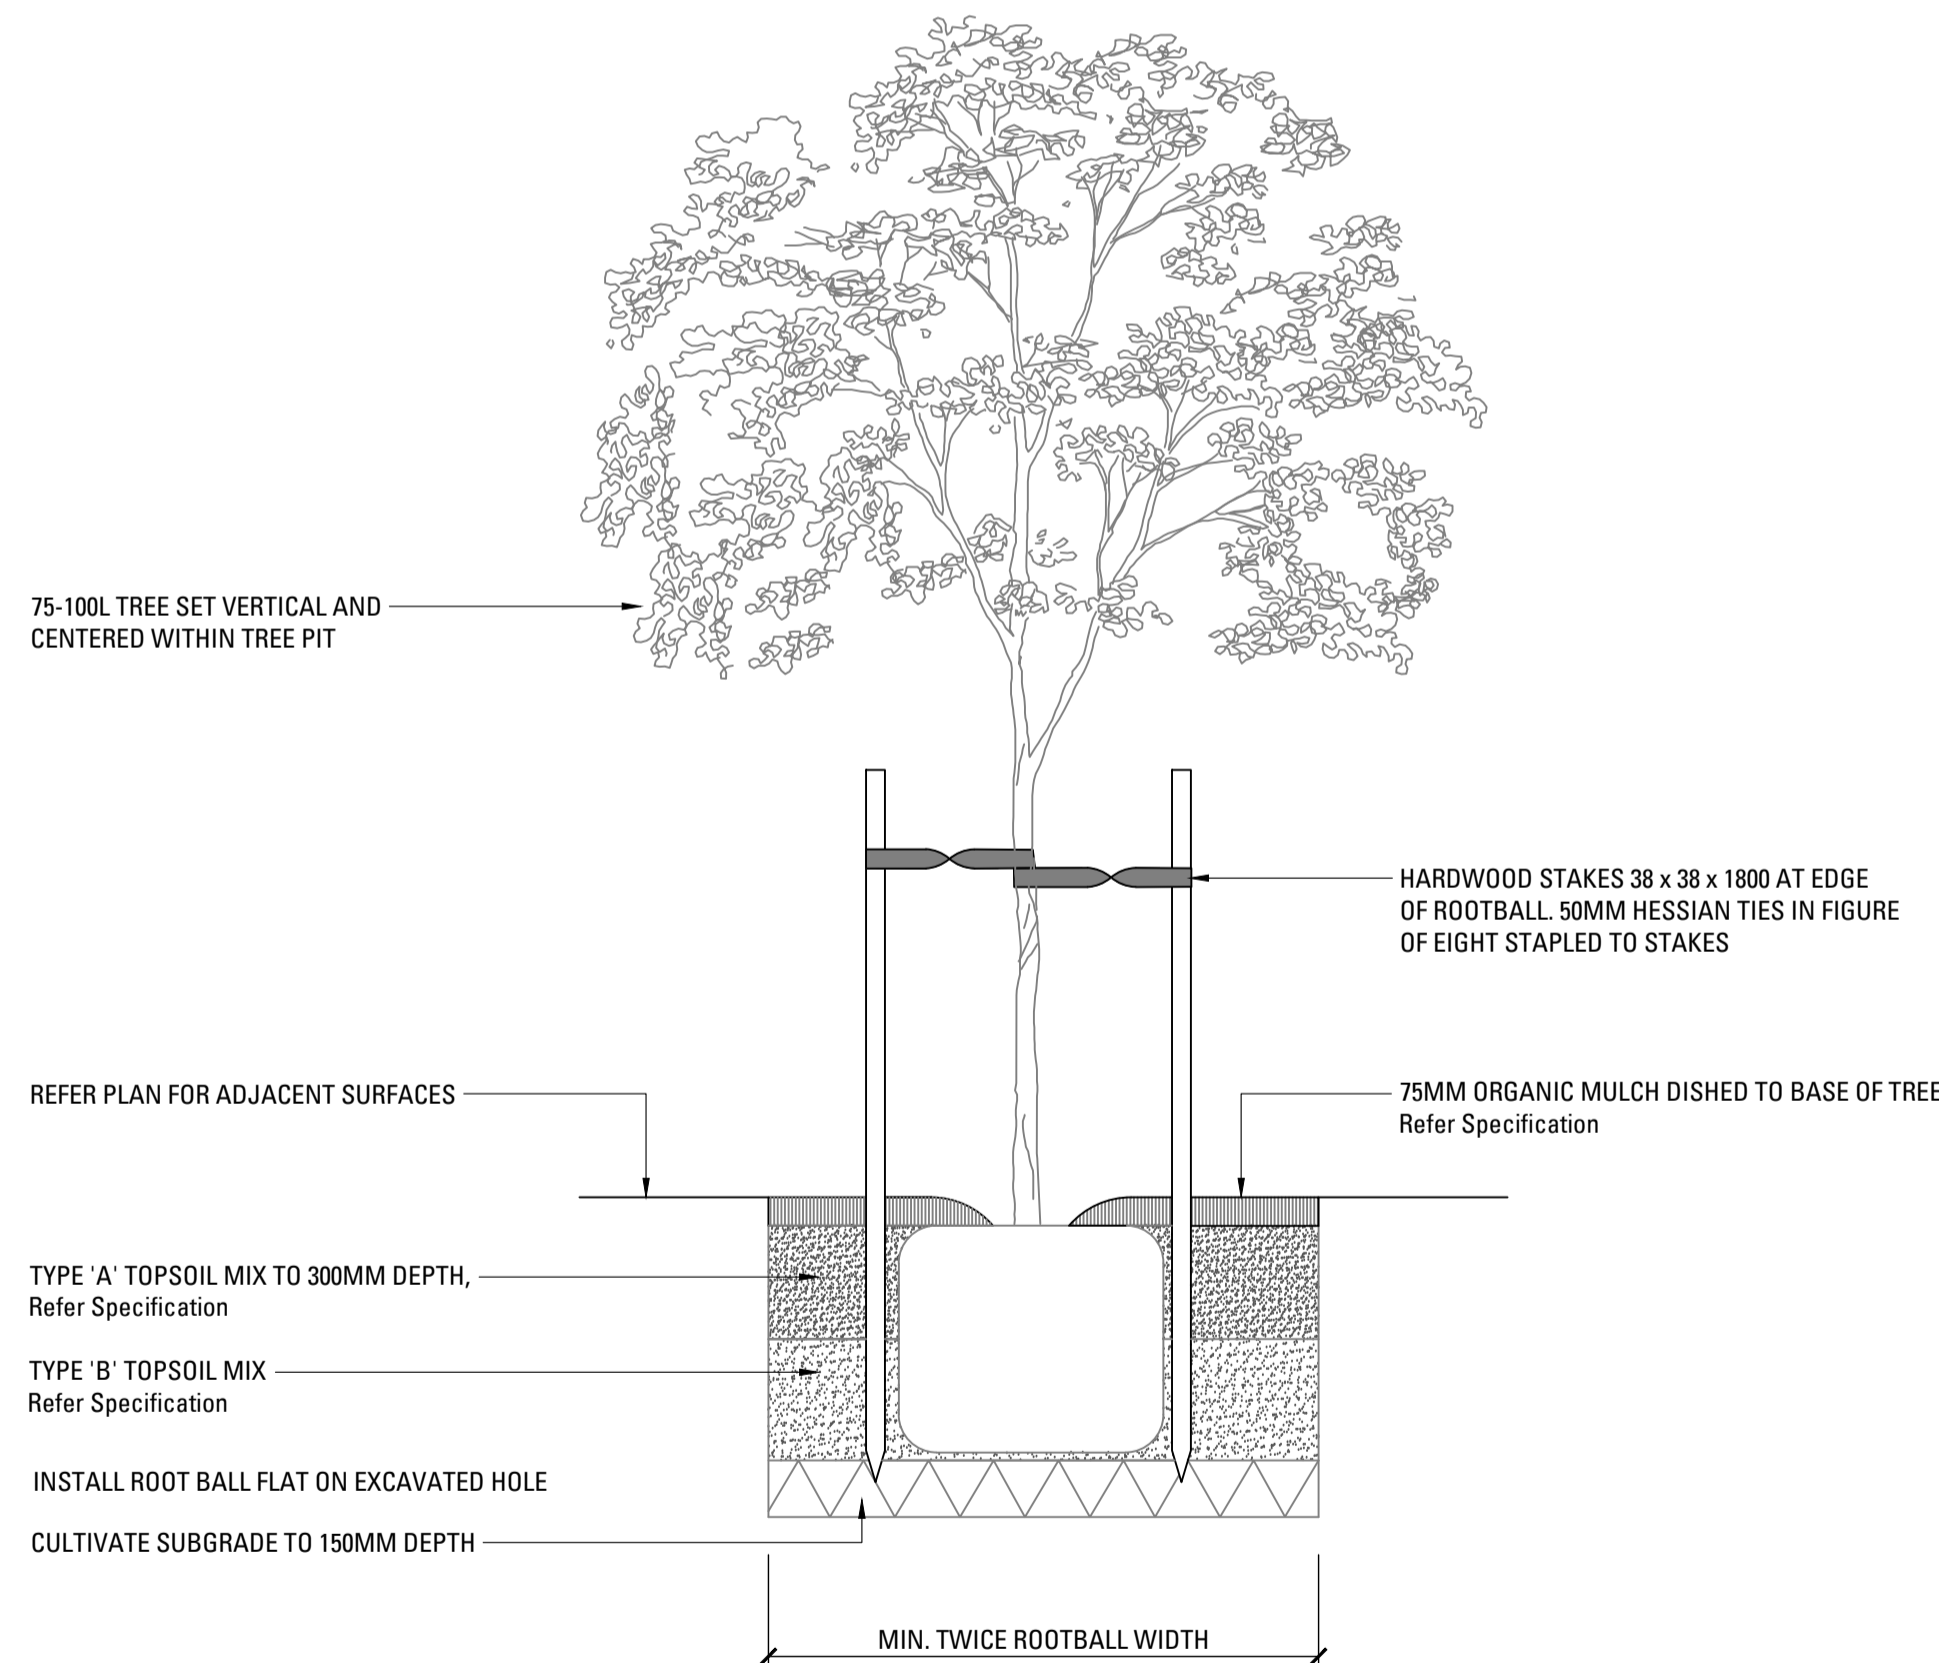 75-100L TREE SET VERTICAL AND
CENTERED WITHIN TREE PIT
HARDWOOD STAKES 38 x 38 x 1800 AT EDGE
OF ROOTBALL. 50MM HESSIAN TIES IN FIGURE
OF EIGHT STAPLED TO STAKES
REFER PLAN FOR ADJACENT SURFACES
75MM ORGANIC MULCH DISHED TO BASE OF TREE
Refer Specification
TYPE 'A' TOPSOIL MIX TO 300MM DEPTH,
Refer Specification
TYPE 'B' TOPSOIL MIX
Refer Specification
INSTALL ROOT BALL FLAT ON EXCAVATED HOLE
CULTIVATE SUBGRADE TO 150MM DEPTH
MIN. TWICE ROOTBALL WIDTH